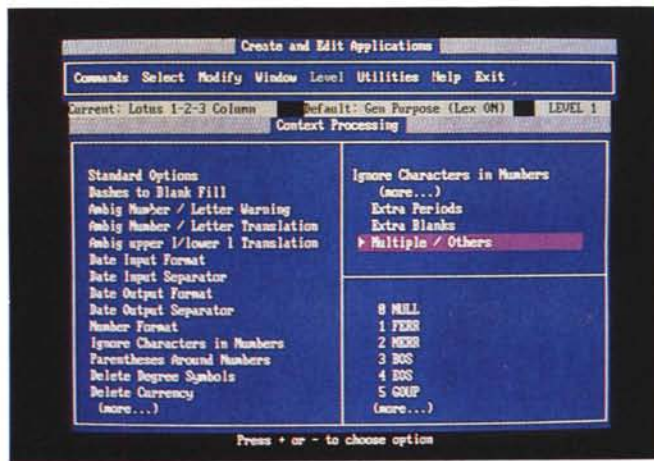 Create and Edit Applications
Commands Select Modify Window Level Utilities Help Exit
Current: Lotus 1-2-3 Column Default: Gen Purpose (Lex ON) LEVEL 1
Context Processing
Standard Options
Dashes to Blank Fill
Ambig Number / Letter Warning
Ambig Number / Letter Translation
Ambig upper I/lower l Translation
Date Input Format
Date Input Separator
Date Output Format
Date Output Separator
Number Format
Ignore Characters in Numbers
Parentheses Around Numbers
Delete Degree Symbols
Delete Currency
(more...)
Ignore Characters in Numbers
(more...)
Extra Periods
Extra Blanks
▶ Multiple / Others
0 NULL
1 FERR
2 MERR
3 BOS
4 EOS
5 GOUP
(more...)
Press + or - to choose option